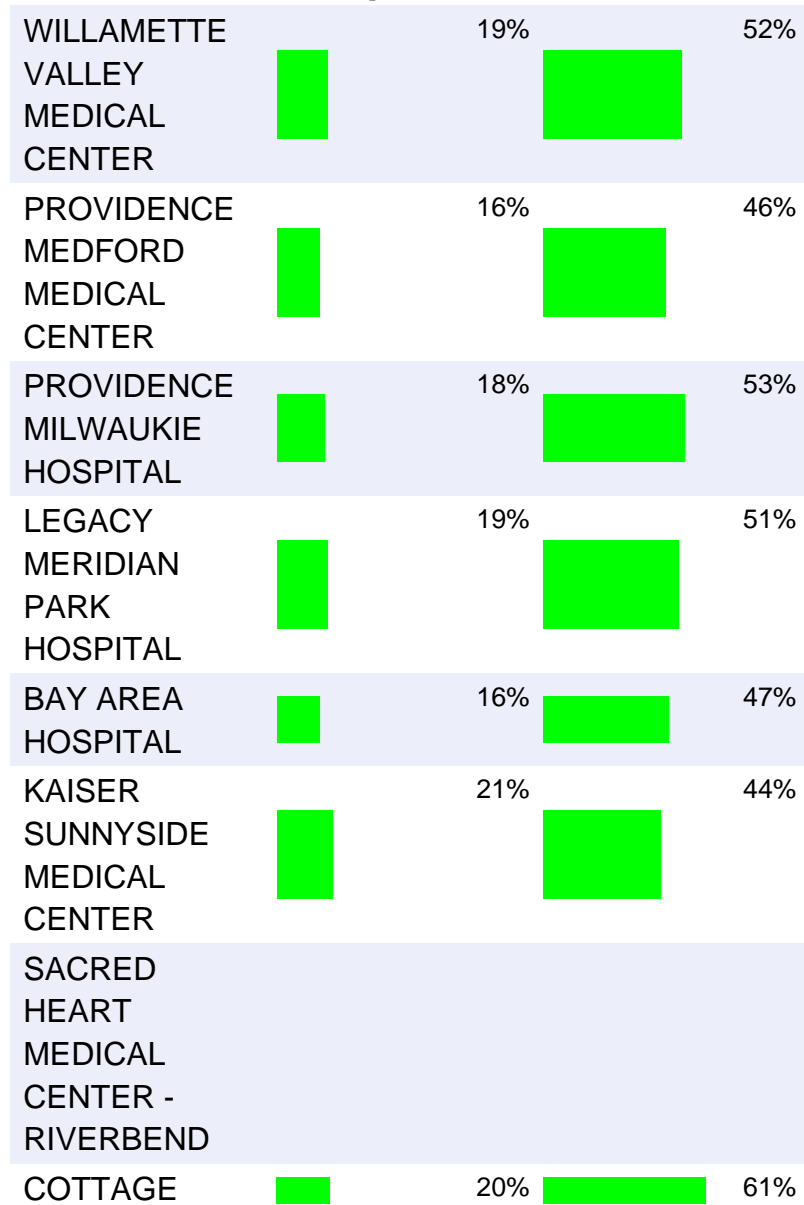 WILLAMETTE 19% 52%
VALLEY
MEDICAL
CENTER
PROVIDENCE 16% 46%
MEDFORD
MEDICAL
CENTER
PROVIDENCE 18% 53%
MILWAUKIE
HOSPITAL
LEGACY 19% 51%
MERIDIAN
PARK
HOSPITAL
BAY AREA 16% 47%
HOSPITAL
KAISER 21% 44%
SUNNYSIDE
MEDICAL
CENTER
SACRED
HEART
MEDICAL
CENTER -
RIVERBEND
COTTAGE 20% 61%